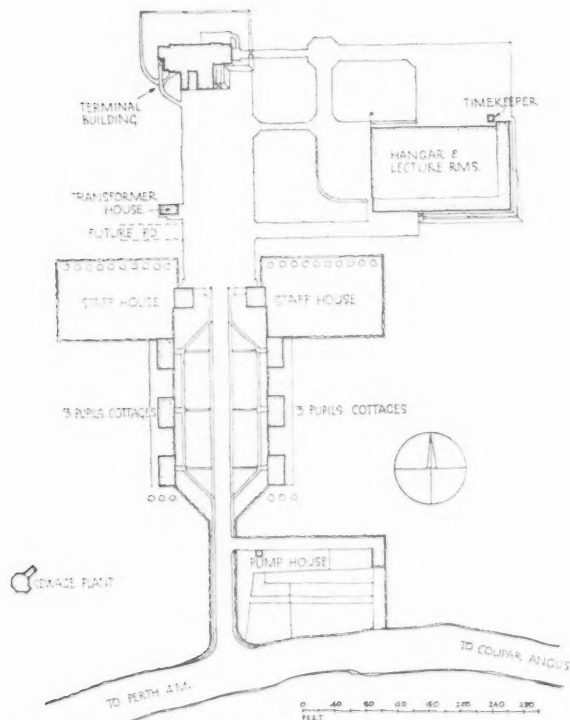 TERMINAL
BUILDING
TIMEKEEPER
HANGAR &
LECTURE RMS.
TRANSFORMER
HOUSE
FUTURE RD
STAFF HOUSE
STAFF HOUSE
3 PUPILS COTTAGES
3 PUPILS COTTAGES
PUMP HOUSE
SEWAGE PLANT
TO COUPAR ANGUS
TO PERTH
0 40 80 120 160 200 240 280
FEET